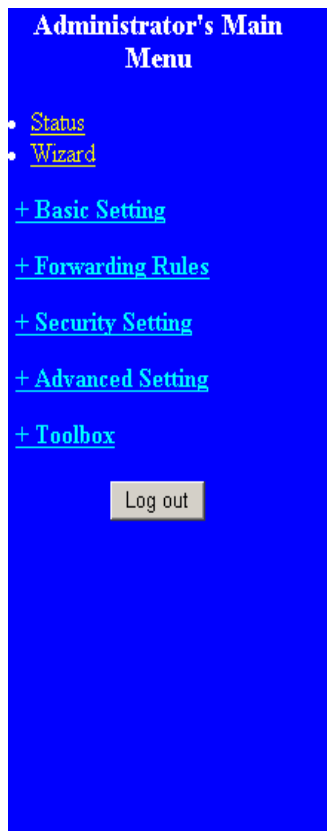 Administrator's Main
Menu
Status
Wizard
+ Basic Setting
+ Forwarding Rules
+ Security Setting
+ Advanced Setting
+ Toolbox
Log out